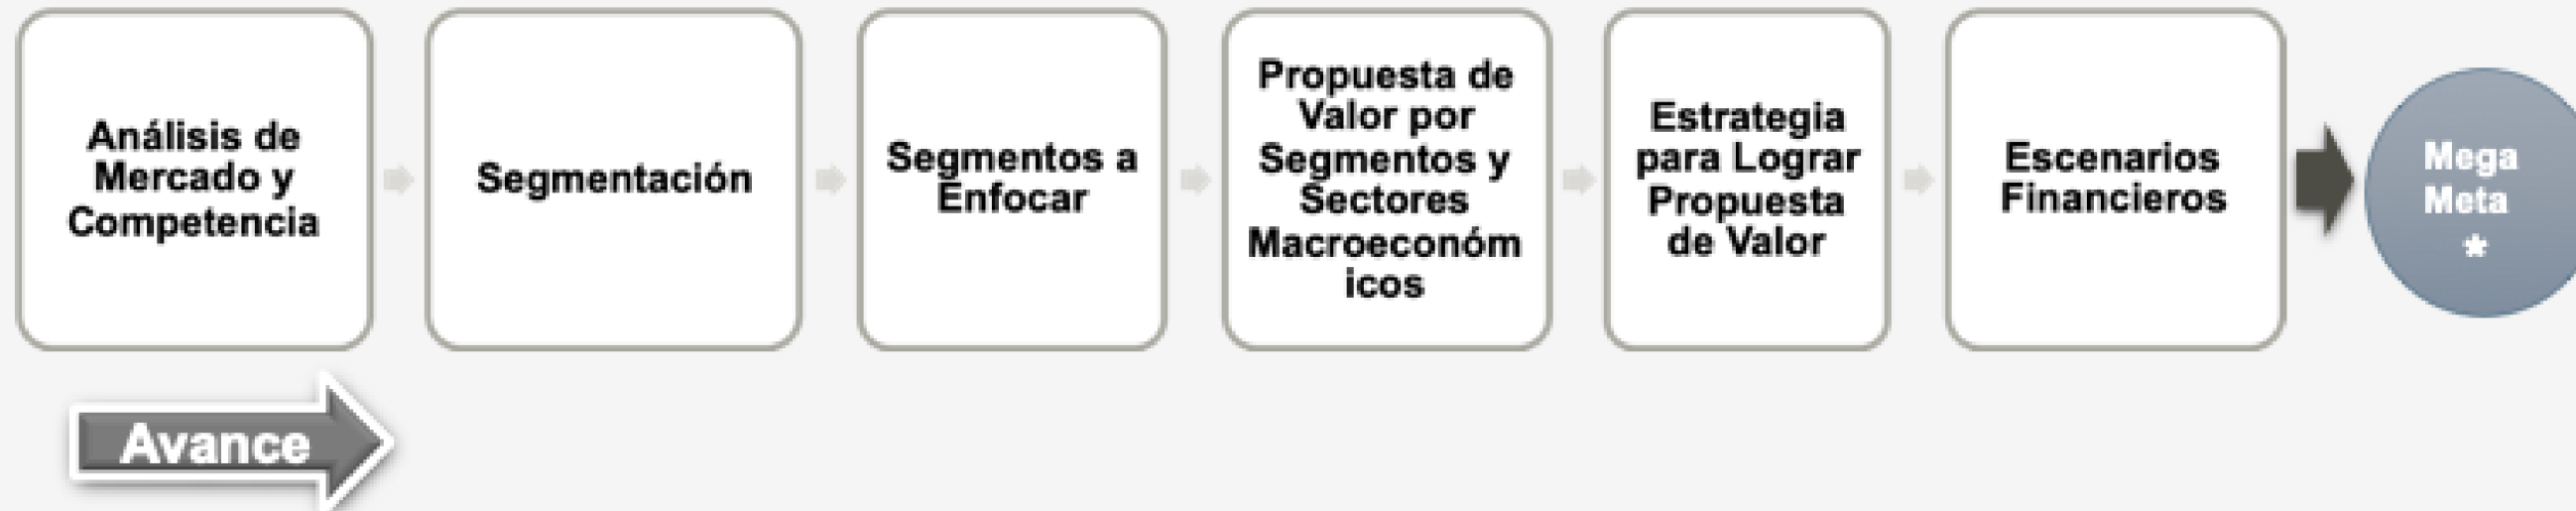 Análisis de
Mercado y
Competencia
Segmentación
Segmentos a
Enfocar
Propuesta de
Valor por
Segmentos y
Sectores
Macroeconóm
icos
Estrategia
para Lograr
Propuesta
de Valor
Escenarios
Financieros
Mega
Meta
*
Avance